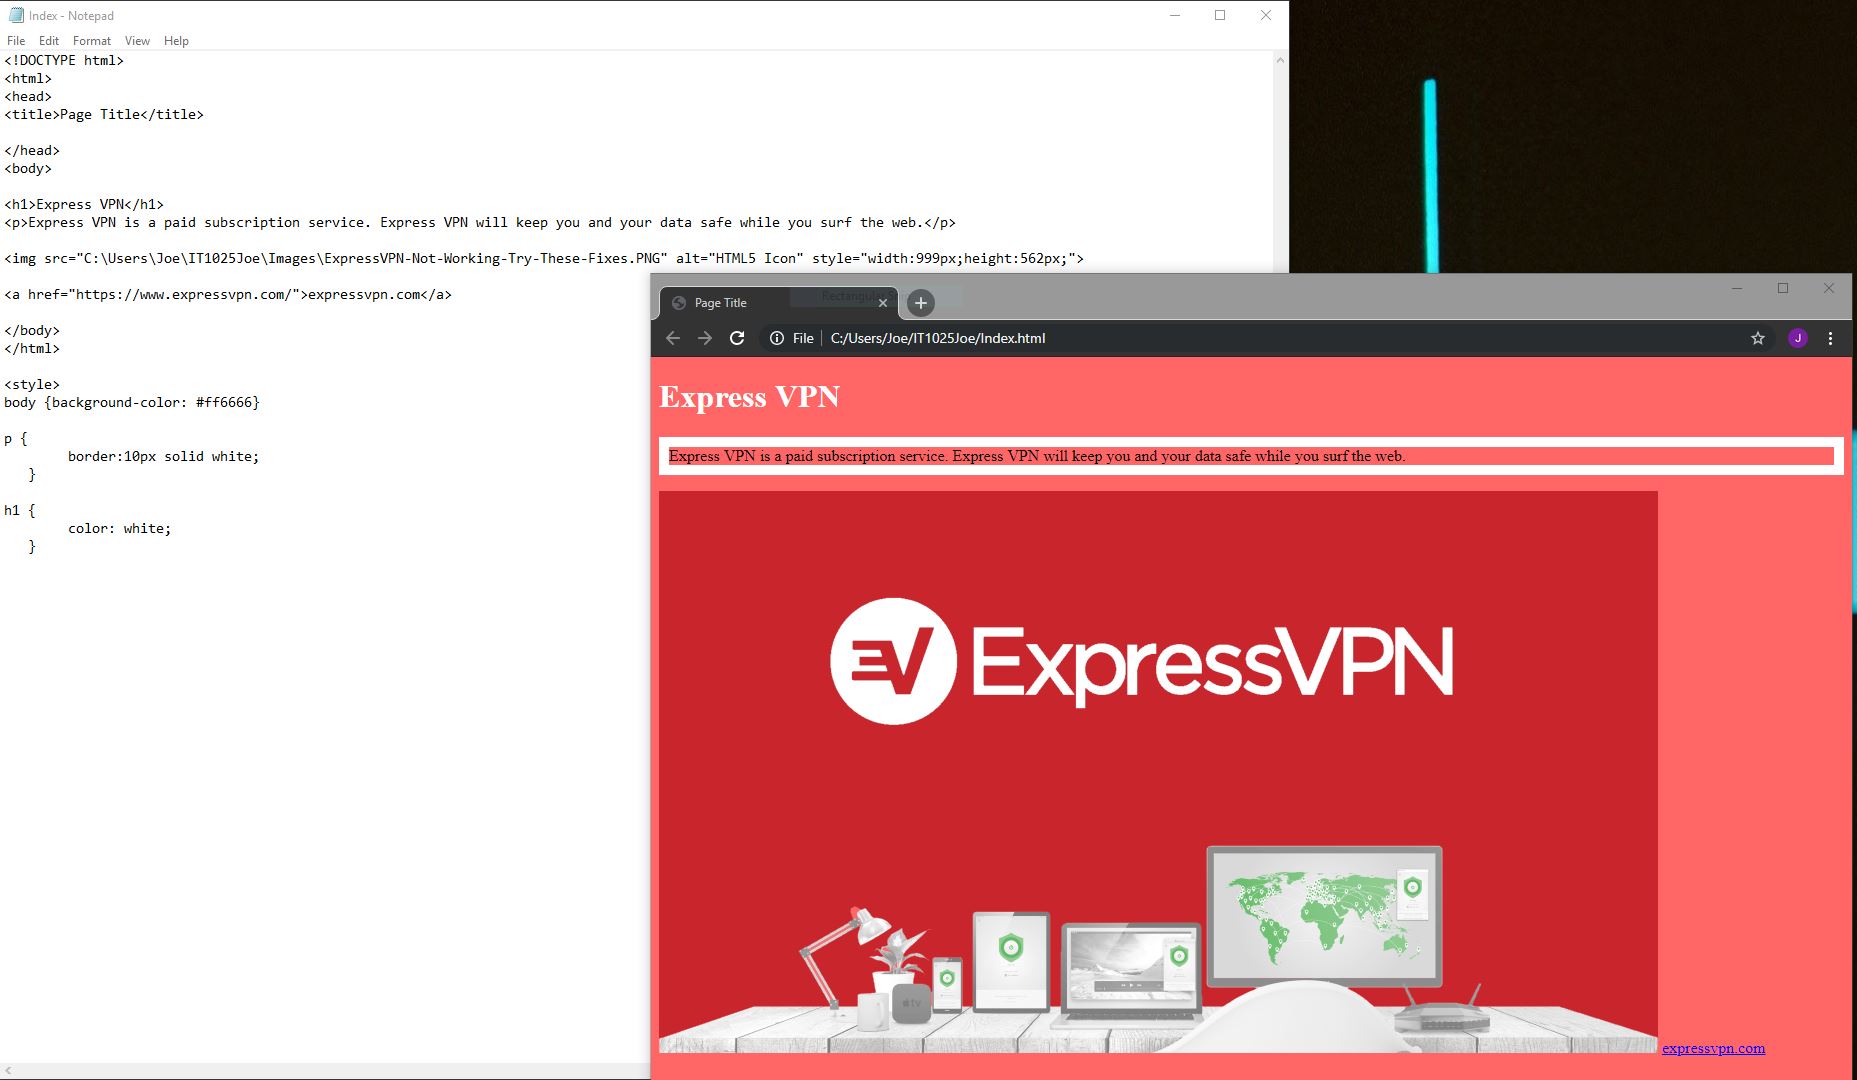 Index - Notepad
File Edit Format View Help
<!DOCTYPE html>
<html>
<head>
<title>Page Title</title>
</head>
<body>
<h1>Express VPN</h1>
<p>Express VPN is a paid subscription service. Express VPN will keep you and your data safe while you surf the web.</p>
<img src="C:\Users\Joe\IT1025Joe\Images\ExpressVPN-Not-Working-Try-These-Fixes.PNG" alt="HTML5 Icon" style="width:999px;height:562px;">
<a href="https://www.expressvpn.com/">expressvpn.com</a>
</body>
</html>
<style>
body {background-color: #ff6666}
p {
border:10px solid white;
}
h1 {
color: white;
}
Page Title
Rectangular
File C:/Users/Joe/IT1025Joe/Index.html
J
Express VPN
Express VPN is a paid subscription service. Express VPN will keep you and your data safe while you surf the web.
EV ExpressVPN
tv
expressvpn.com